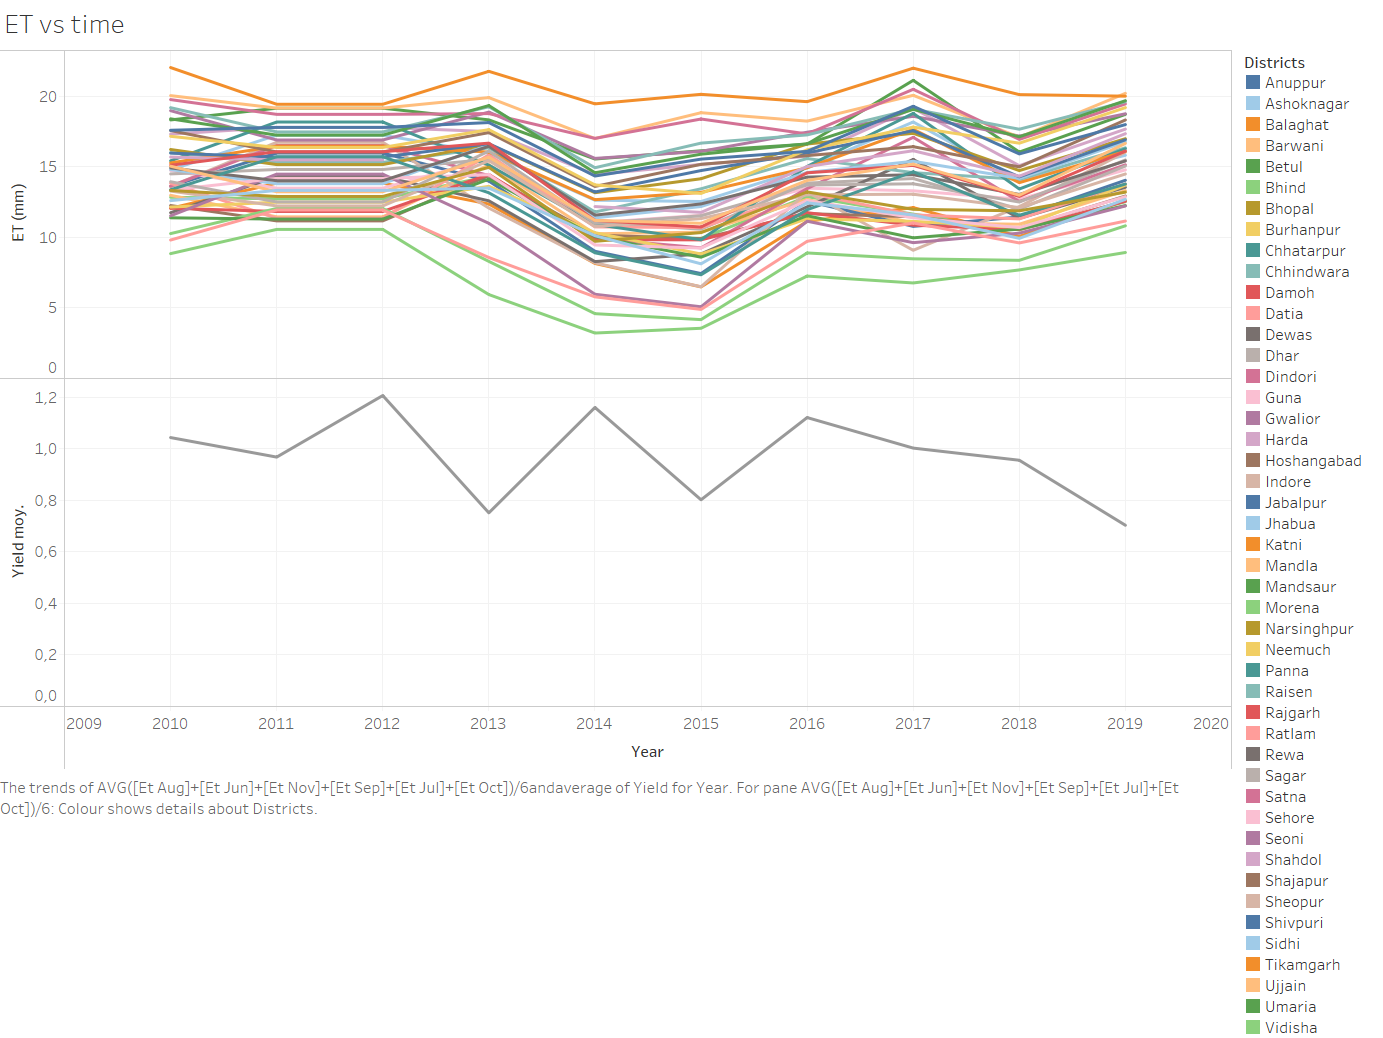 ET vs time
20
15
10
5
0
ET (mm)
1,2
1,0
0,8
0,6
0,4
0,2
0,0
Yield moy.
2009 2010 2011 2012 2013 2014 2015 2016 2017 2018 2019 2020
Year
The trends of AVG([Et Aug]+[Et Jun]+[Et Nov]+[Et Sep]+[Et Jul]+[Et Oct])/6andaverage of Yield for Year. For pane AVG([Et Aug]+[Et Jun]+[Et Nov]+[Et Sep]+[Et Jul]+[Et
Oct])/6: Colour shows details about Districts.
Districts
Anuppur
Ashoknagar
Balaghat
Barwani
Betul
Bhind
Bhopal
Burhanpur
Chhatarpur
Chhindwara
Damoh
Datia
Dewas
Dhar
Dindori
Guna
Gwalior
Harda
Hoshangabad
Indore
Jabalpur
Jhabua
Katni
Mandla
Mandsaur
Morena
Narsinghpur
Neemuch
Panna
Raisen
Rajgarh
Ratlam
Rewa
Sagar
Satna
Sehore
Seoni
Shahdol
Shajapur
Sheopur
Shivpuri
Sidhi
Tikamgarh
Ujjain
Umaria
Vidisha